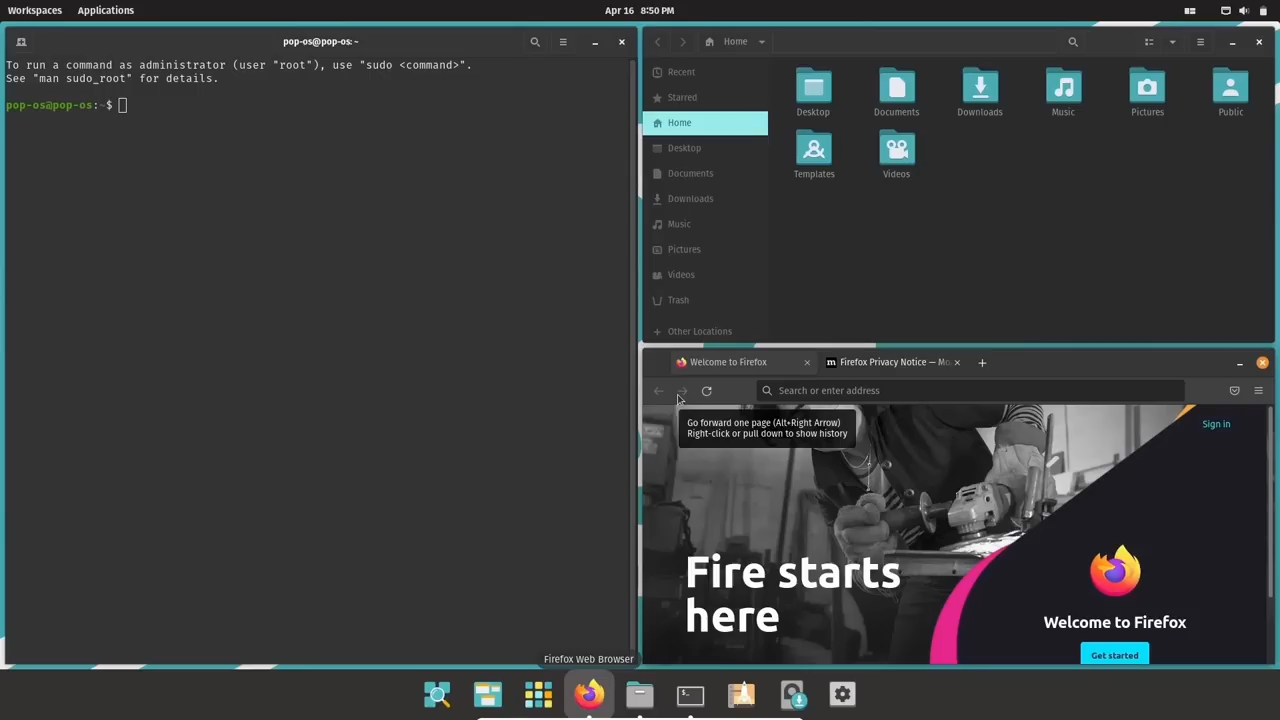 Workspaces Applications Apr 16 8:50 PM
pop-os@pop-os: ~
To run a command as administrator (user "root"), use "sudo <command>".
See "man sudo_root" for details.
pop-os@pop-os:~$
Home
Recent
Starred
Home
Desktop
Documents
Downloads
Music
Pictures
Videos
Trash
Other Locations
Desktop Documents Downloads Music Pictures Public
Templates Videos
Welcome to Firefox Firefox Privacy Notice — Mo
Search or enter address
Go forward one page (Alt+Right Arrow)
Right-click or pull down to show history
Sign in
Fire starts
here
Welcome to Firefox
Get started
Firefox Web Browser